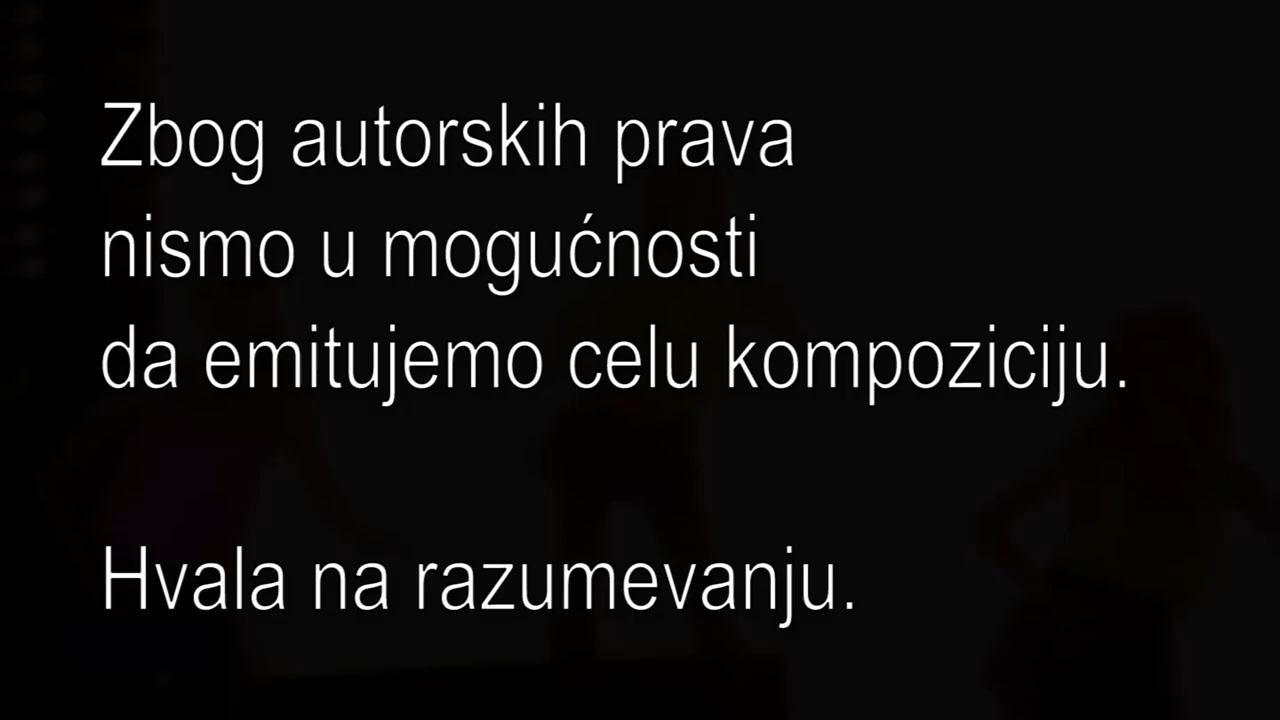 Zbog autorskih prava
nismo u mogućnosti
da emitujemo celu kompoziciju.
Hvala na razumevanju.